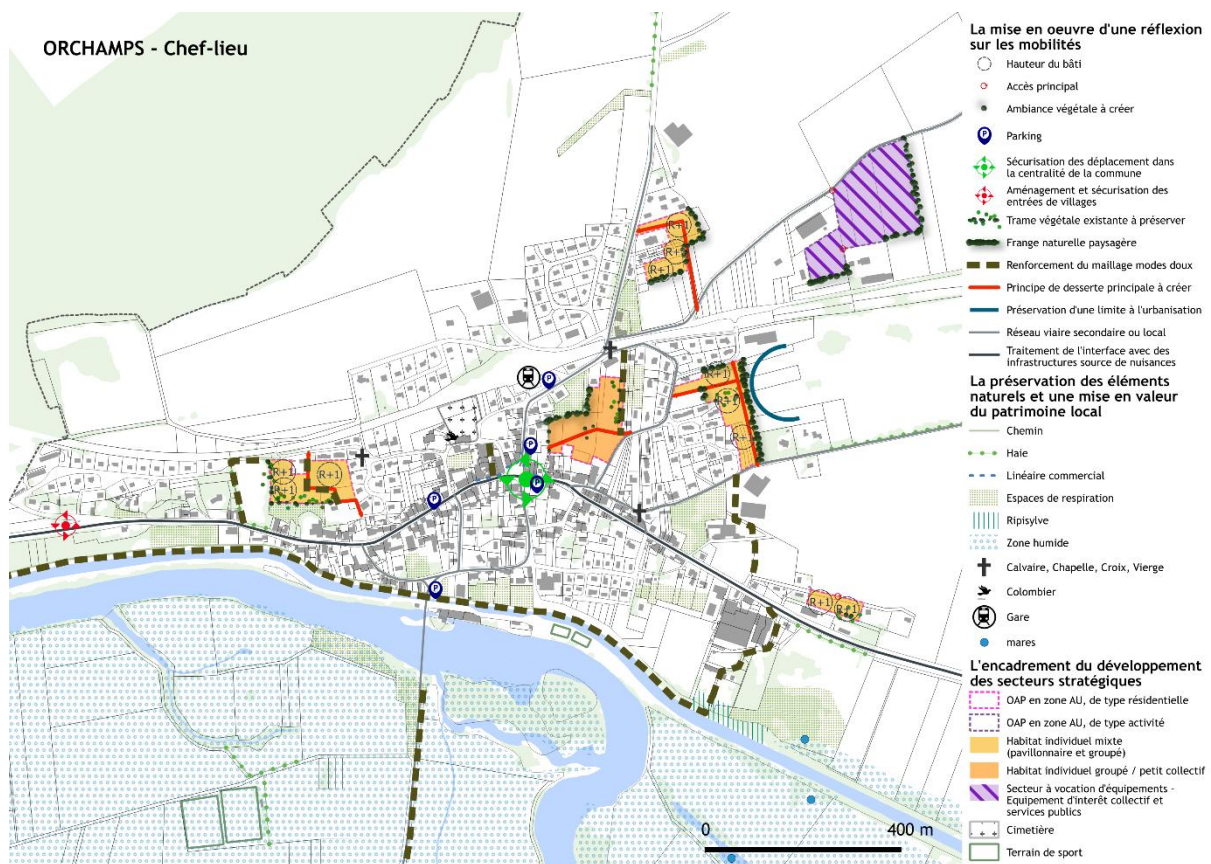 ORCHAMPS - Chef-lieu
La mise en oeuvre d'une réflexion
sur les mobilités
Hauteur du bâti
Accès principal
Ambiance végétale à créer
P
Parking
Sécurisation des déplacement dans
la centralité de la commune
Aménagement et sécurisation des
entrées de villages
Trame végétale existante à préserver
Frange naturelle paysagère
Renforcement du maillage modes doux
Principe de desserte principale à créer
Préservation d'une limite à l'urbanisation
Réseau viaire secondaire ou local
Traitement de l'interface avec des
infrastructures source de nuisances
La préservation des éléments
naturels et une mise en valeur
du patrimoine local
Chemin
Haie
Linéaire commercial
Espaces de respiration
Ripisylve
Zone humide
Calvaire, Chapelle, Croix, Vierge
Colombier
Gare
mares
L'encadrement du développement
des secteurs stratégiques
OAP en zone AU, de type résidentielle
OAP en zone AU, de type activité
Habitat individuel mixte
(pavillonnaire et groupé)
Habitat individuel groupé / petit collectif
Secteur à vocation d'équipements -
Equipement d'intérêt collectif et
services publics
Cimetière
Terrain de sport
R+1
R+1
R+1
P
R+1
R+1
P
R+1
R+1
R+1
P
P
P
R+1
R+1
0
400 m